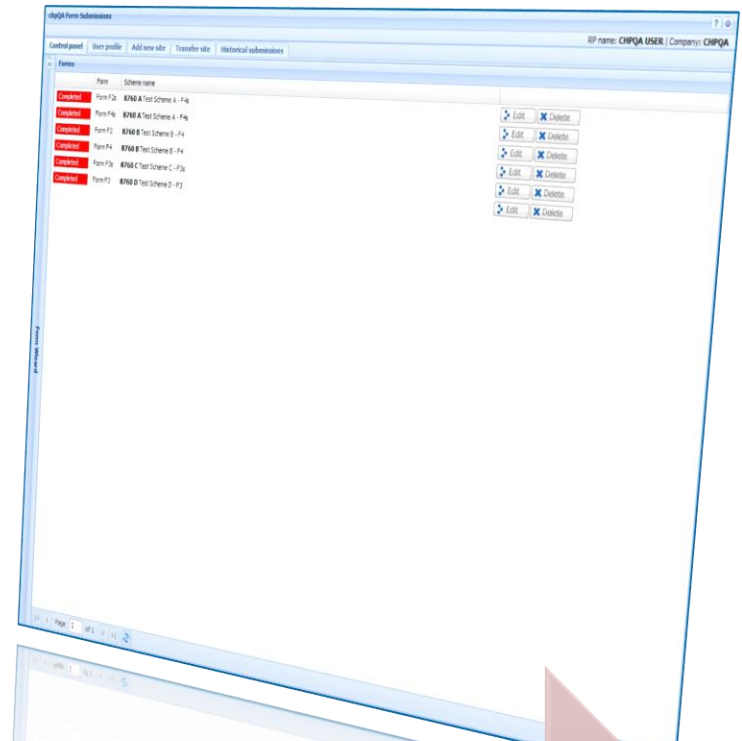 chpQA Form Submissions
RP name: CHPQA USER | Company: CHPQA
Control panel User profile Add new site Transfer site Historical submissions
Forms
Form Scheme name
Completed Form F2s 8760 A Test Scheme A - F4s Edit Delete
Completed Form F4s 8760 A Test Scheme A - F4s Edit Delete
Completed Form F2 8760 B Test Scheme B - F4 Edit Delete
Completed Form F4 8760 B Test Scheme B - F4 Edit Delete
Completed Form F3s 8760 C Test Scheme C - F3s Edit Delete
Completed Form F3 8760 D Test Scheme D - F3 Edit Delete
Form Wizard
Page 1 of 1